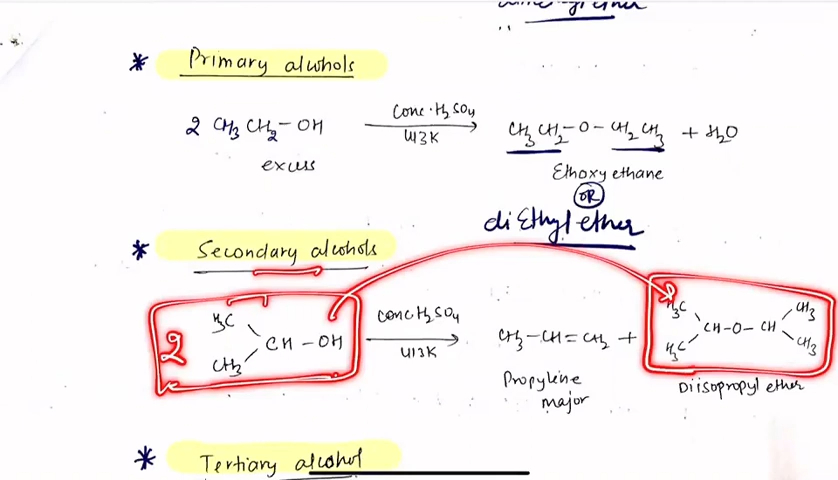 * Primary alcohols
2 CH3 CH2 - OH Conc. H2SO4 413K CH3 CH2 - O - CH2 CH3 + H2O
excess
Ethoxy ethane
OR
diEthyl ether
* Secondary alcohols
2 H3C CH3 CH - OH Conc H2SO4 413K CH3 - CH = CH2 + H3C H3C CH - O - CH CH3 CH3
Propylene
major
Diisopropyl ether
* Tertiary alcohol